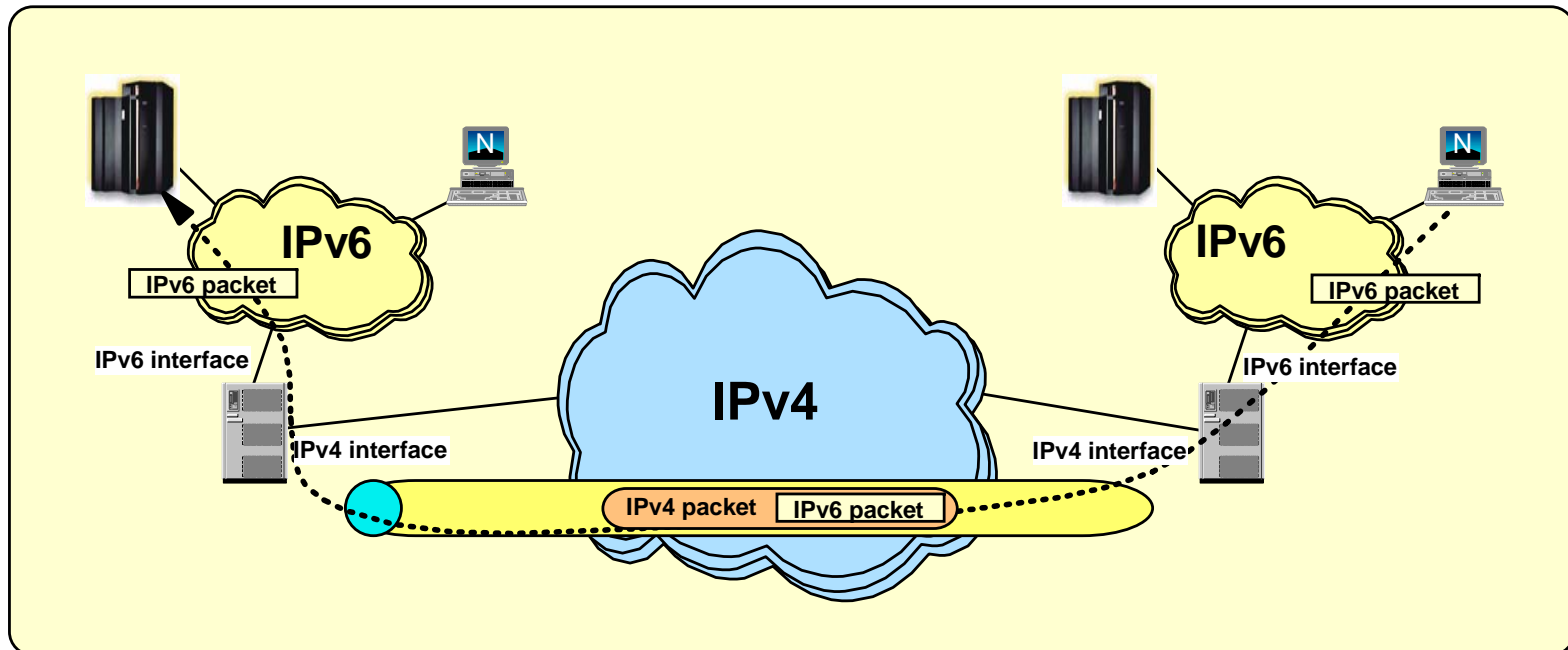 N
N
IPv6
IPv6
IPv6 packet
IPv6 packet
IPv6 interface
IPv6 interface
IPv4
IPv4 interface
IPv4 interface
IPv4 packet
IPv6 packet